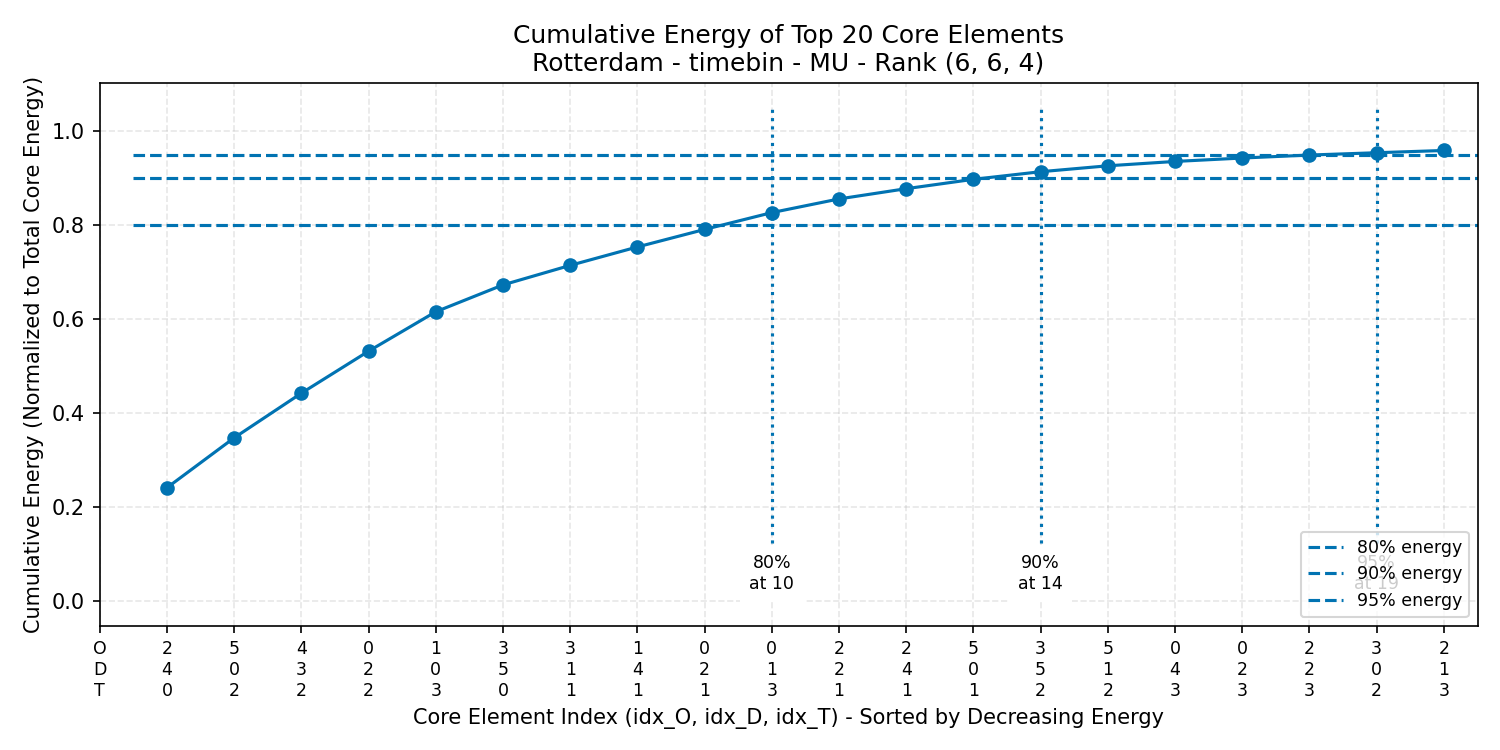 Cumulative Energy of Top 20 Core Elements
Rotterdam - timebin - MU - Rank (6, 6, 4)
Cumulative Energy (Normalized to Total Core Energy)
1.0
0.8
0.6
0.4
0.2
0.0
80%
at 10
90%
at 14
95%
at 19
80% energy
90% energy
95% energy
O 2 5 4 0 1 3 3 1 0 0 2 2 5 3 5 0 0 2 3 2
D 4 0 3 2 0 5 1 4 2 1 2 4 0 5 1 4 2 2 0 1
T 0 2 2 2 3 0 1 1 1 3 1 1 1 2 2 3 3 3 2 3
Core Element Index (idx_O, idx_D, idx_T) - Sorted by Decreasing Energy